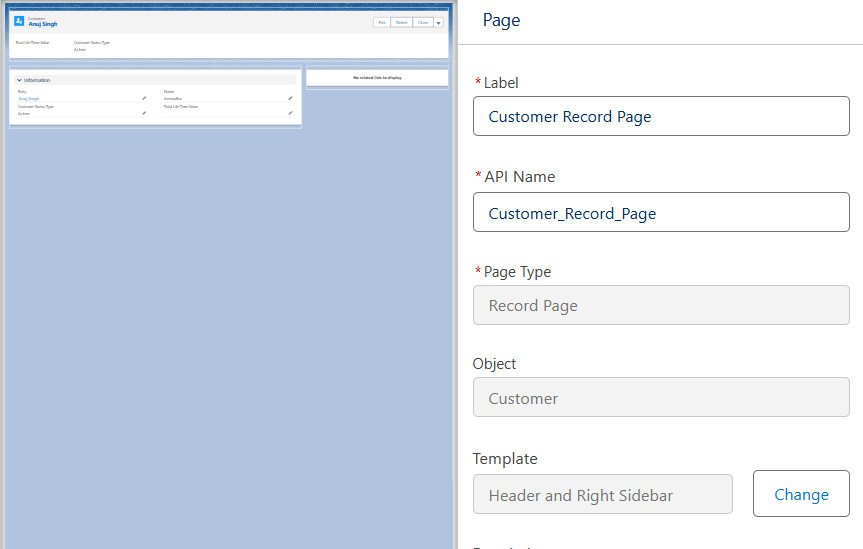 Customer
Anuj Singh
Edit Delete Clone
Total Life Time Value Customer Status Type
Active
Information
Party Name
Anuj Singh
Customer Status Type Total Life Time Value
Active
No related lists to display
Page
*Label
Customer Record Page
*API Name
Customer_Record_Page
*Page Type
Record Page
Object
Customer
Template
Header and Right Sidebar Change